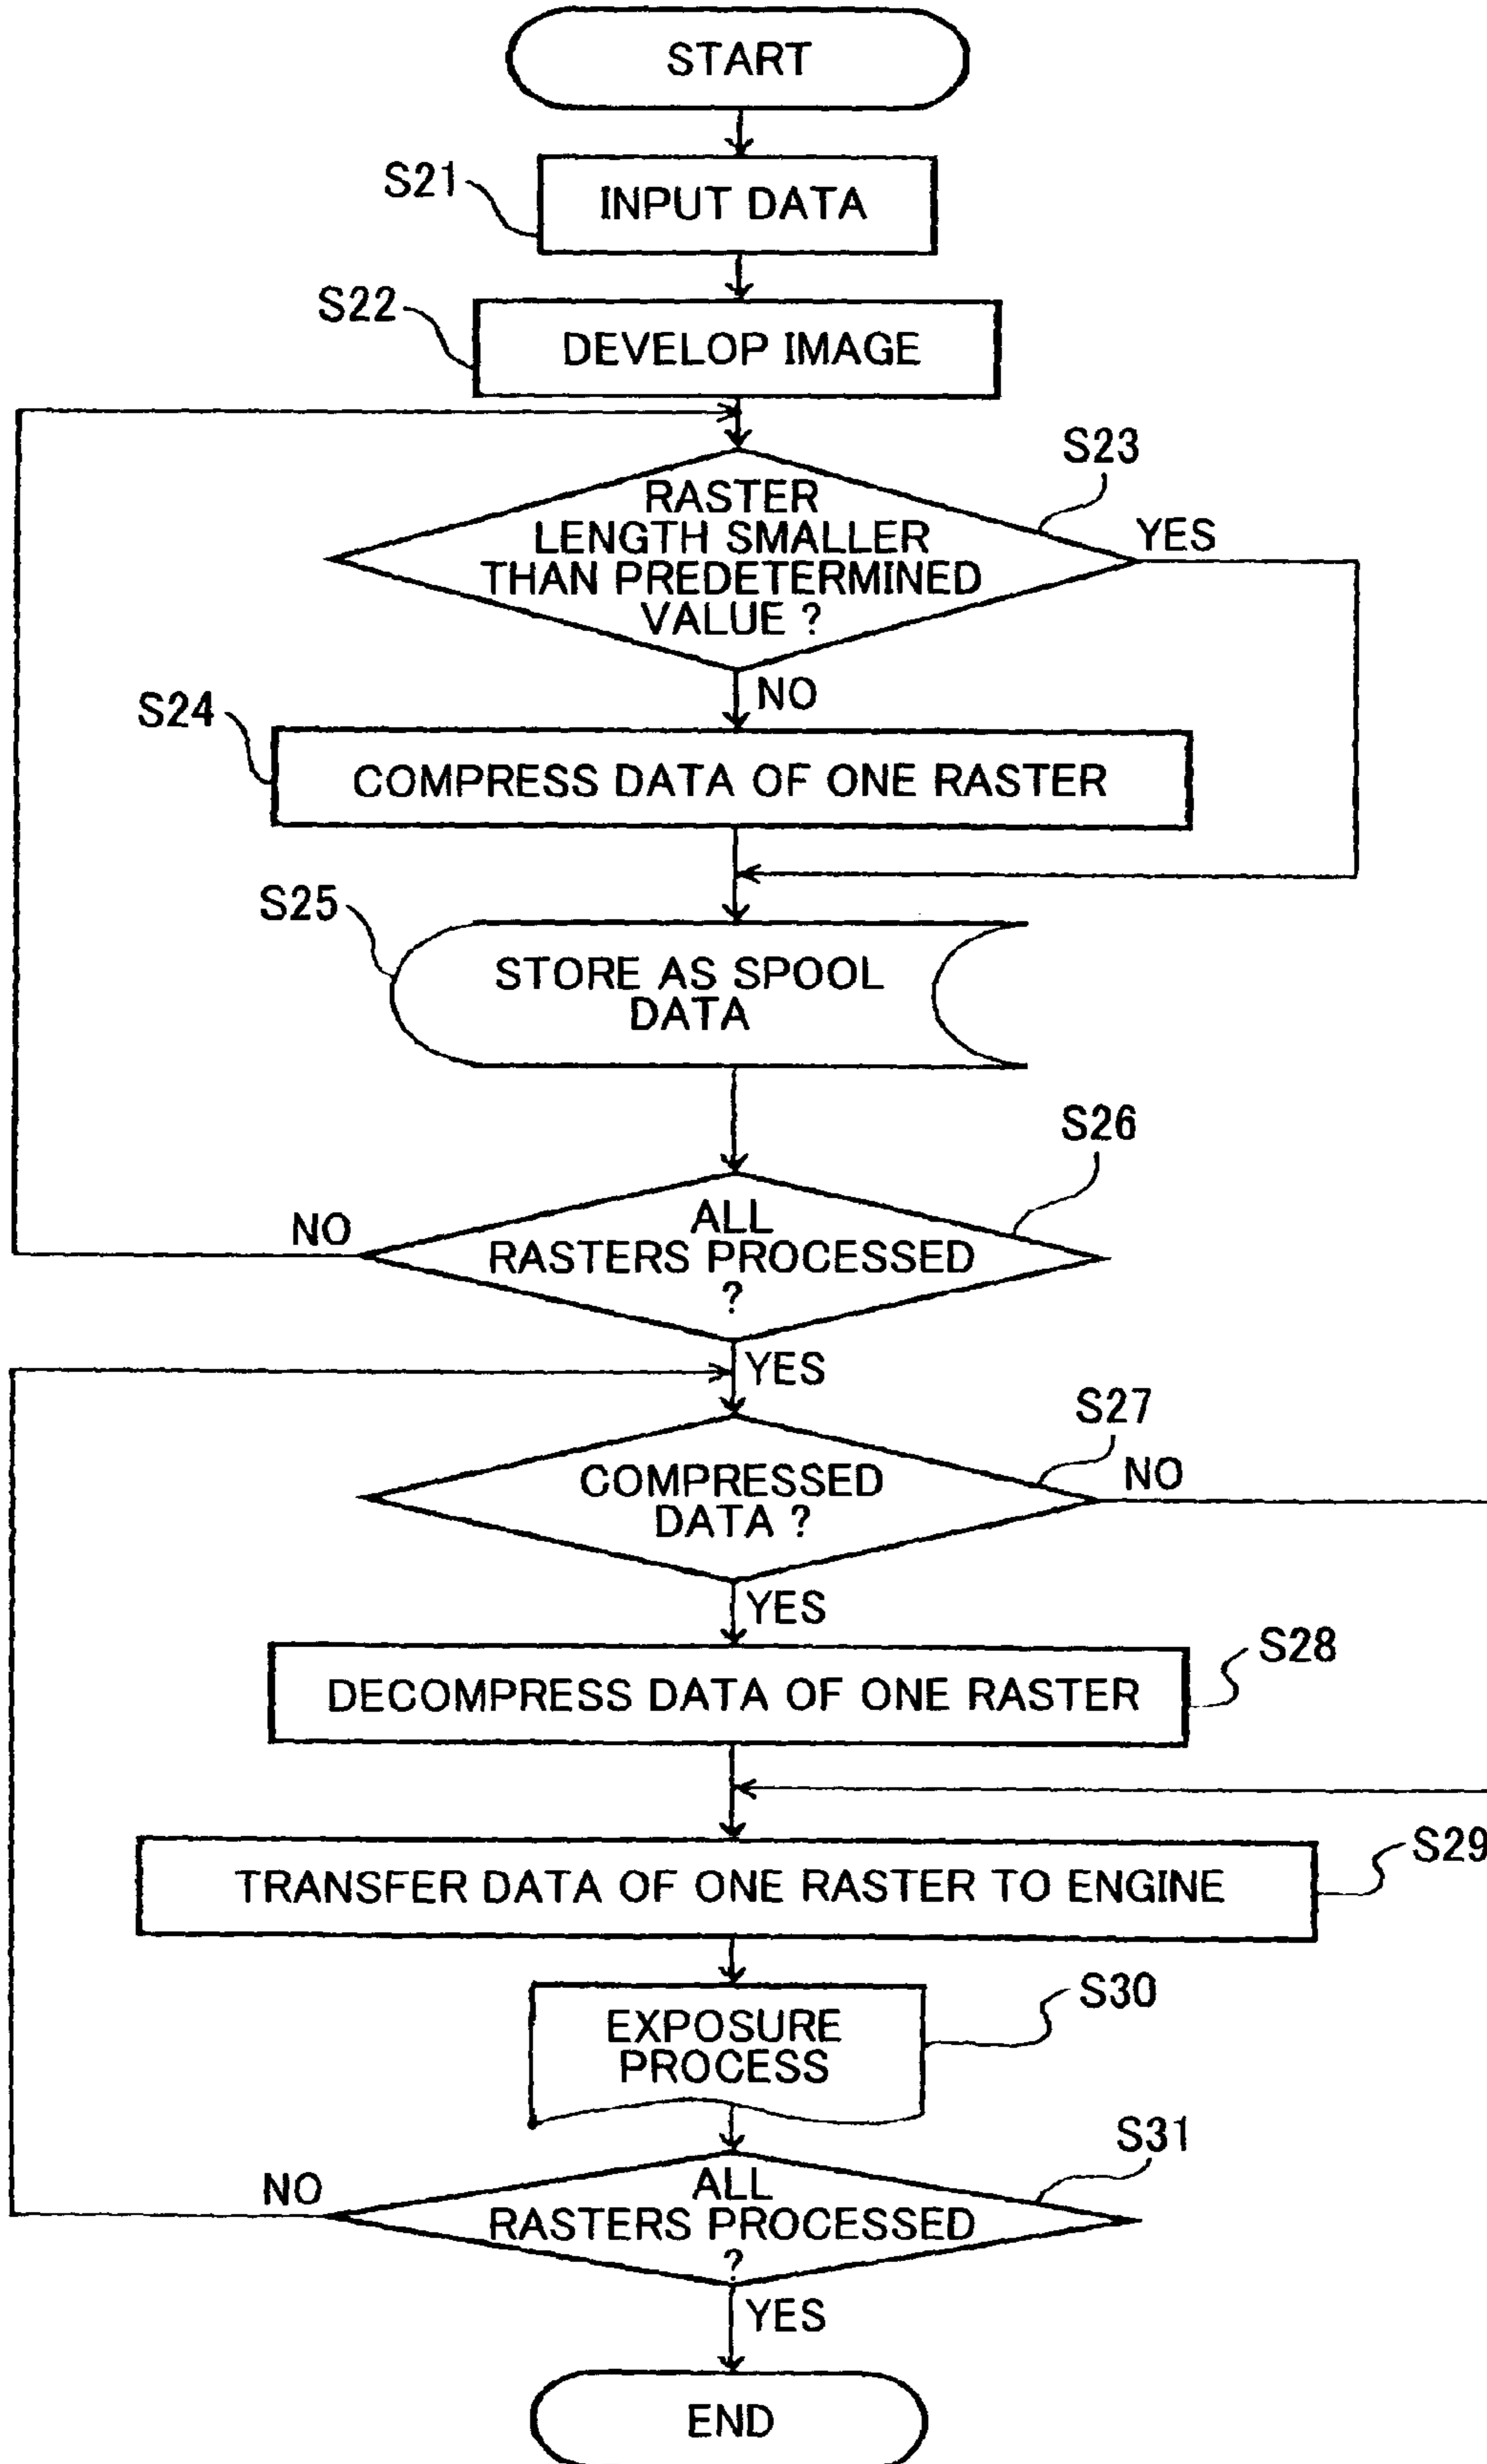 START
S21
INPUT DATA
S22
DEVELOP IMAGE
S23
RASTER
LENGTH SMALLER
THAN PREDETERMINED
VALUE ?
YES
NO
S24
COMPRESS DATA OF ONE RASTER
S25
STORE AS SPOOL
DATA
S26
ALL
RASTERS PROCESSED
?
NO
YES
S27
COMPRESSED
DATA ?
NO
YES
S28
DECOMPRESS DATA OF ONE RASTER
S29
TRANSFER DATA OF ONE RASTER TO ENGINE
S30
EXPOSURE
PROCESS
S31
ALL
RASTERS PROCESSED
?
NO
YES
END